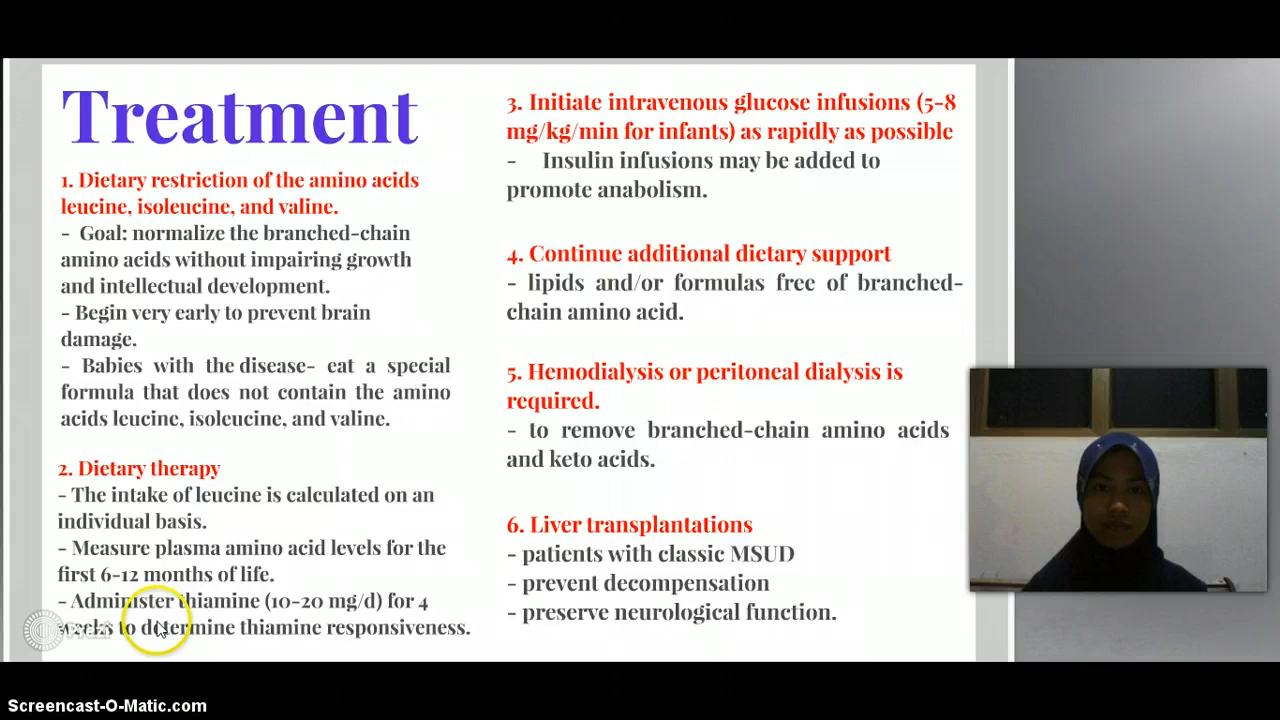 Treatment
1. Dietary restriction of the amino acids
leucine, isoleucine, and valine.
- Goal: normalize the branched-chain
amino acids without impairing growth
and intellectual development.
- Begin very early to prevent brain
damage.
- Babies with the disease- eat a special
formula that does not contain the amino
acids leucine, isoleucine, and valine.
2. Dietary therapy
- The intake of leucine is calculated on an
individual basis.
- Measure plasma amino acid levels for the
first 6-12 months of life.
- Administer thiamine (10-20 mg/d) for 4
weeks to determine thiamine responsiveness.
3. Initiate intravenous glucose infusions (5-8
mg/kg/min for infants) as rapidly as possible
- Insulin infusions may be added to
promote anabolism.
4. Continue additional dietary support
- lipids and/or formulas free of branched-
chain amino acid.
5. Hemodialysis or peritoneal dialysis is
required.
- to remove branched-chain amino acids
and keto acids.
6. Liver transplantations
- patients with classic MSUD
- prevent decompensation
- preserve neurological function.
Screencast-O-Matic.com